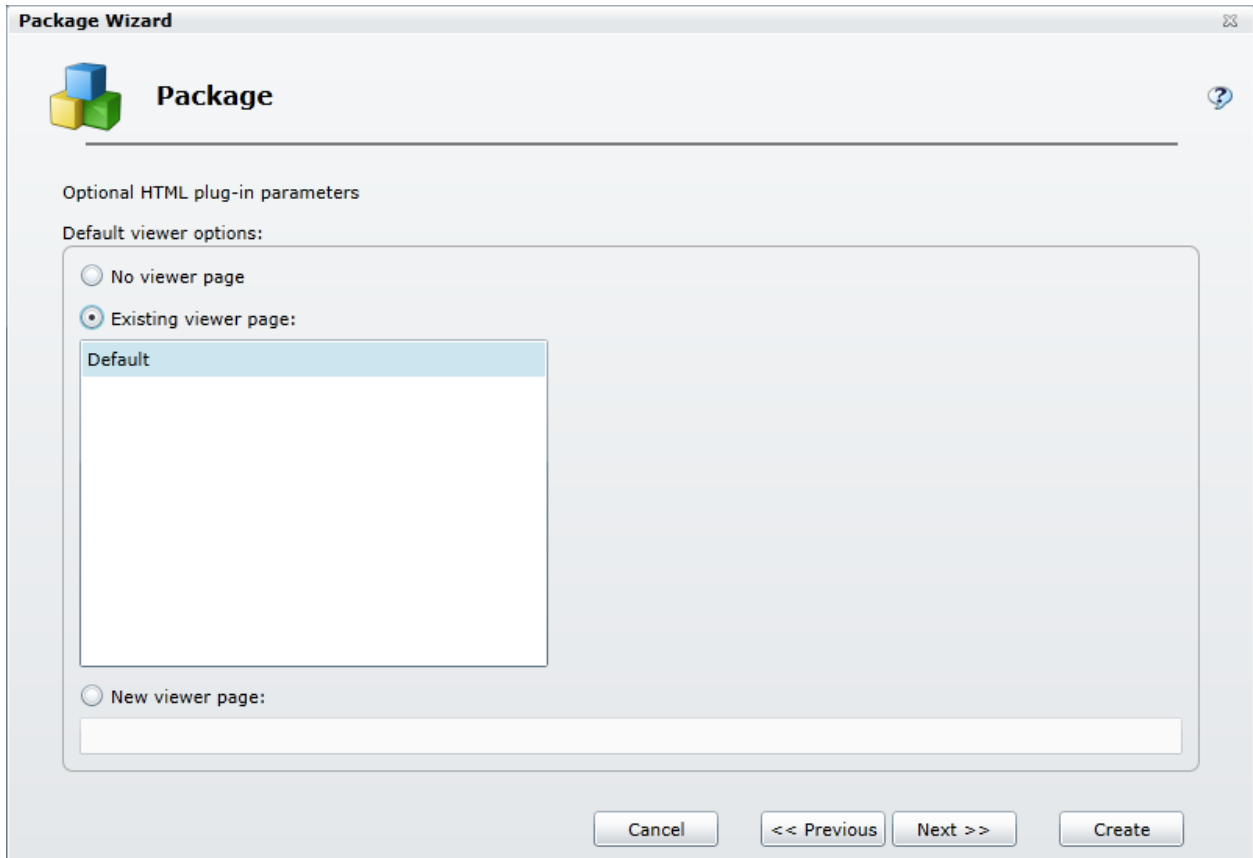 Package Wizard
Package
Optional HTML plug-in parameters
Default viewer options:
No viewer page
Existing viewer page:
Default
New viewer page:
Cancel
<< Previous
Next >>
Create